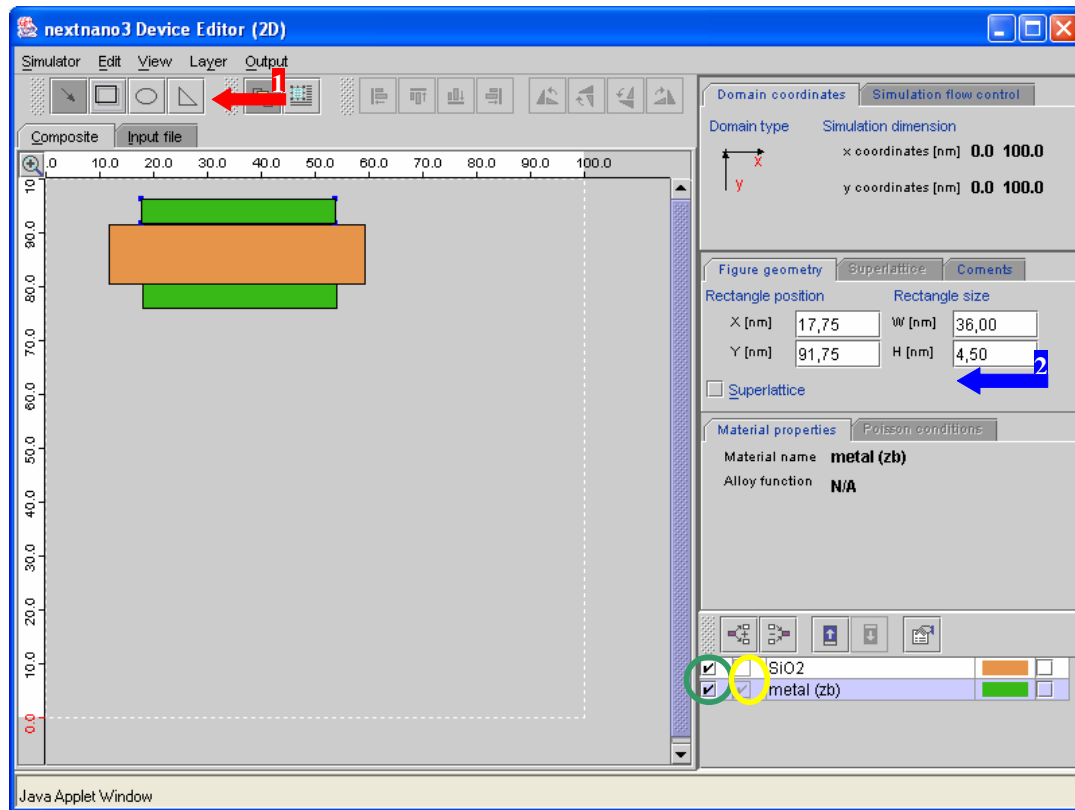 nextnano3 Device Editor (2D)
Simulator Edit View Layer Output
1
Composite Input file
.0 10.0 20.0 30.0 40.0 50.0 60.0 70.0 80.0 90.0 100.0
10
90.0
80.0
70.0
60.0
50.0
40.0
30.0
20.0
10.0
0.0
Domain coordinates Simulation flow control
Domain type Simulation dimension
x
y
x coordinates [nm] 0.0 100.0
y coordinates [nm] 0.0 100.0
Figure geometry Superlattice Coments
Rectangle position Rectangle size
X [nm] 17,75 W [nm] 36,00
Y [nm] 91,75 H [nm] 4,50
2
Superlattice
Material properties Poisson conditions
Material name metal (zb)
Alloy function N/A
SiO2
metal (zb)
Java Applet Window